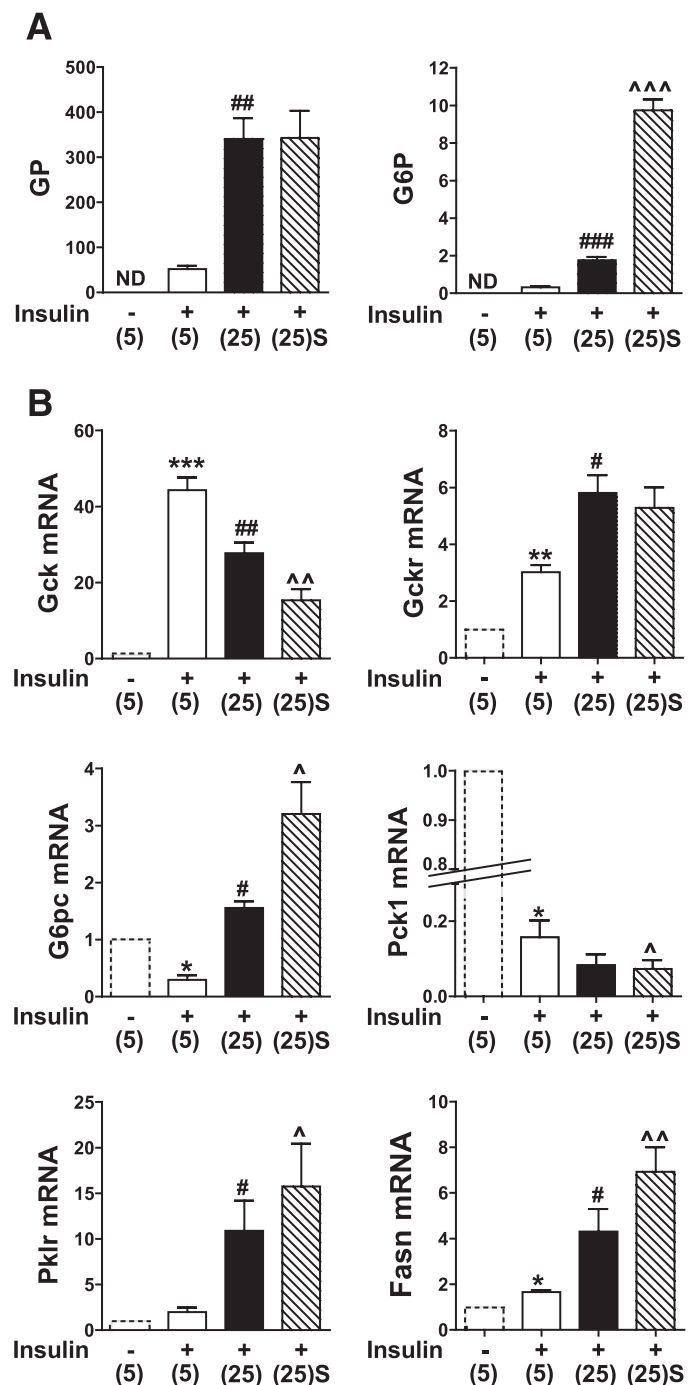 A
GP
500
400
300
200
100
0
ND
##
Insulin - + + +
(5) (5) (25) (25)S
G6P
12
10
8
6
4
2
0
ND
###
^^^
Insulin - + + +
(5) (5) (25) (25)S
B
Gck mRNA
60
40
20
0
***
##
^^
Insulin - + + +
(5) (5) (25) (25)S
Gckr mRNA
8
6
4
2
0
**
#
Insulin - + + +
(5) (5) (25) (25)S
G6pc mRNA
4
3
2
1
0
*
#
^
Insulin - + + +
(5) (5) (25) (25)S
Pck1 mRNA
1.0
0.9
0.8
0.2
0.0
*
^
Insulin - + + +
(5) (5) (25) (25)S
Pklr mRNA
25
20
15
10
5
0
#
^
Insulin - + + +
(5) (5) (25) (25)S
Fasn mRNA
10
8
6
4
2
0
*
#
^^
Insulin - + + +
(5) (5) (25) (25)S